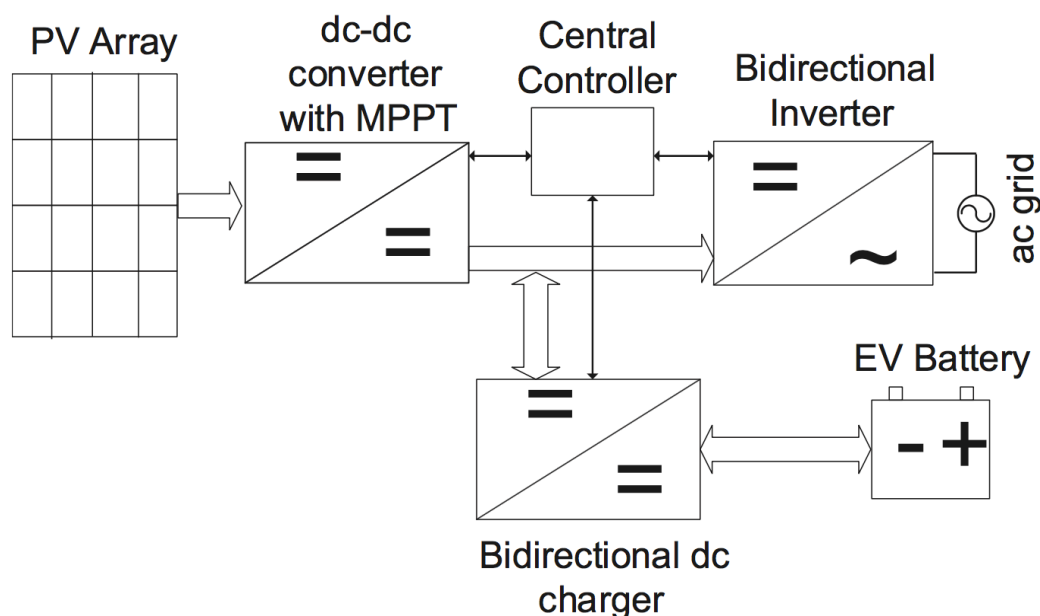 PV Array
dc-dc
converter
with MPPT
Central
Controller
Bidirectional
Inverter
=
=
=
~
ac grid
=
=
EV Battery
- +
Bidirectional dc
charger